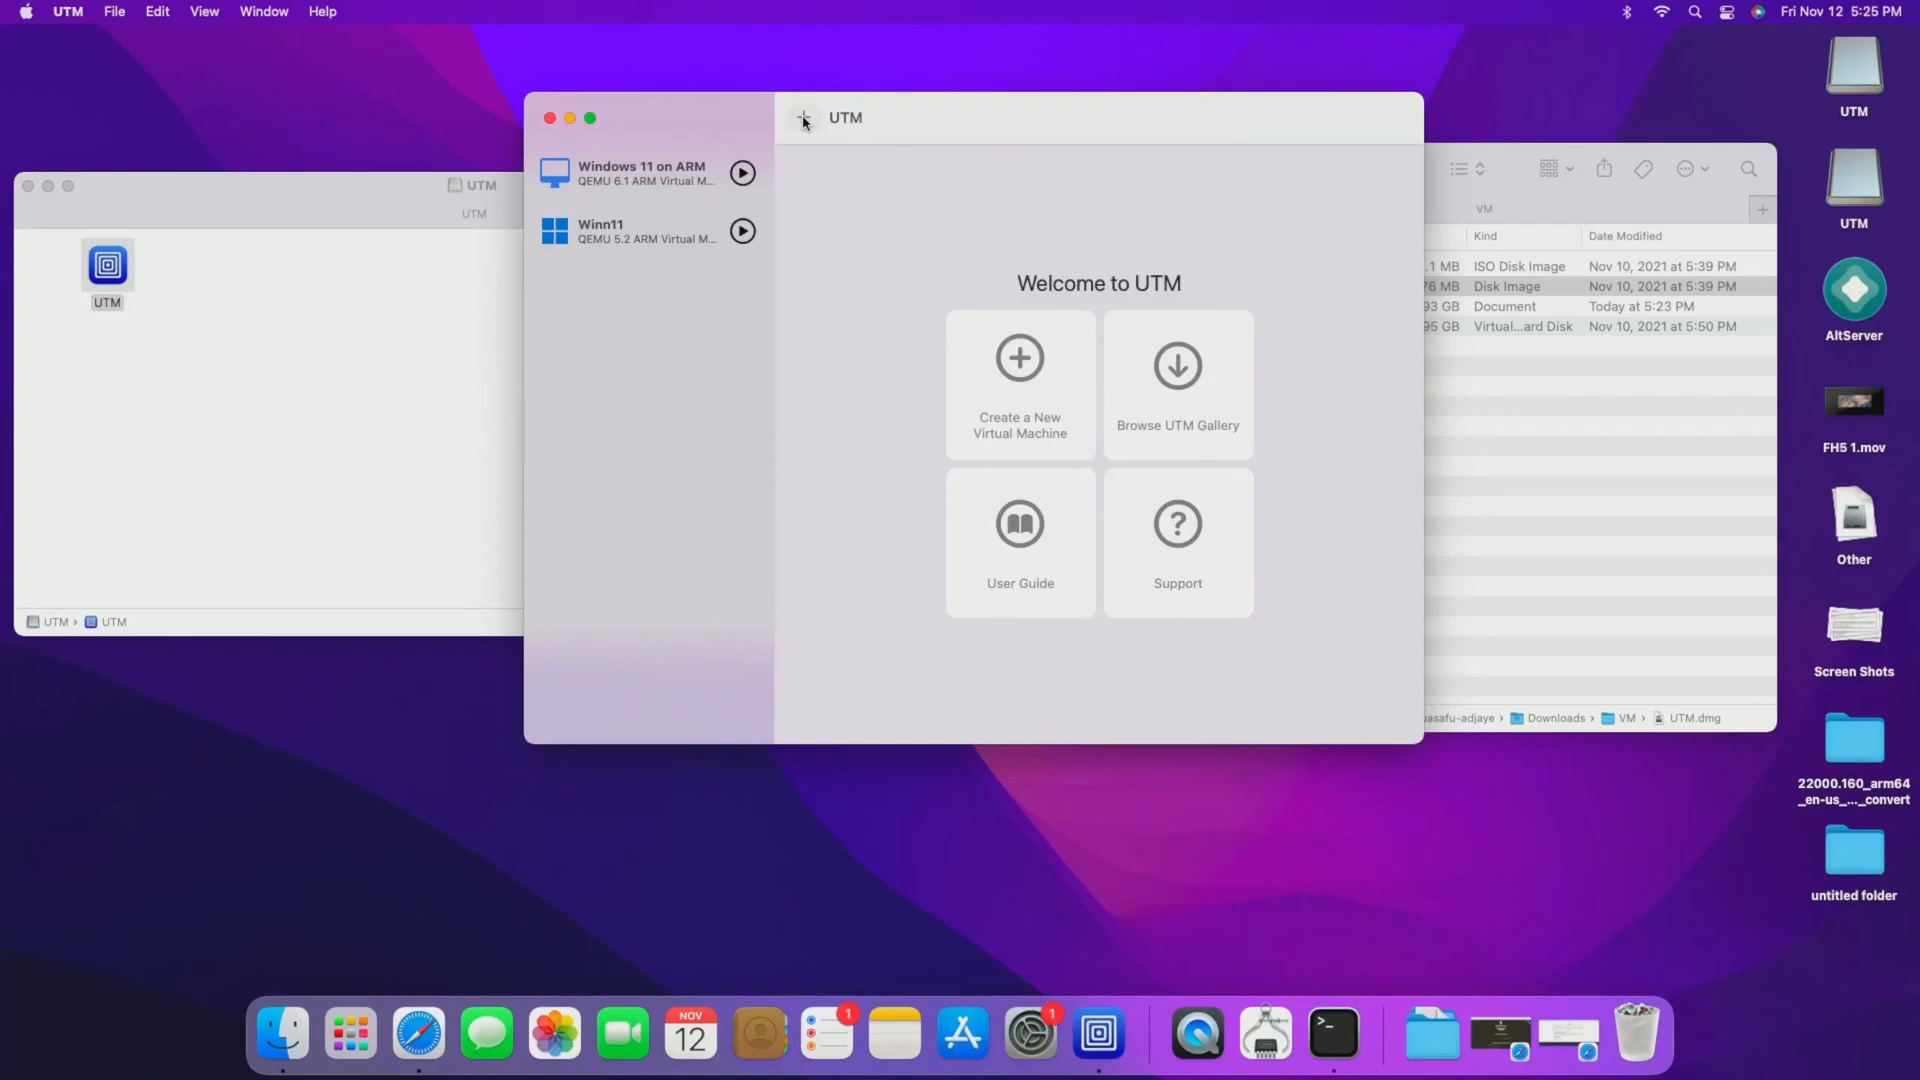 UTM File Edit View Window Help
Fri Nov 12 5:25 PM
UTM
Windows 11 on ARM
QEMU 6.1 ARM Virtual M...
Winn11
QEMU 5.2 ARM Virtual M...
Welcome to UTM
Create a New
Virtual Machine
Browse UTM Gallery
User Guide
Support
UTM
UTM
UTM
UTM › UTM
VM
Kind Date Modified
.1 MB ISO Disk Image Nov 10, 2021 at 5:39 PM
76 MB Disk Image Nov 10, 2021 at 5:39 PM
93 GB Document Today at 5:23 PM
95 GB Virtual...ard Disk Nov 10, 2021 at 5:50 PM
asafu-adjaye › Downloads › VM › UTM.dmg
UTM
UTM
AltServer
FH5 1.mov
Other
Screen Shots
22000.160_arm64
_en-us_..._convert
untitled folder
NOV
12
1
1
>_